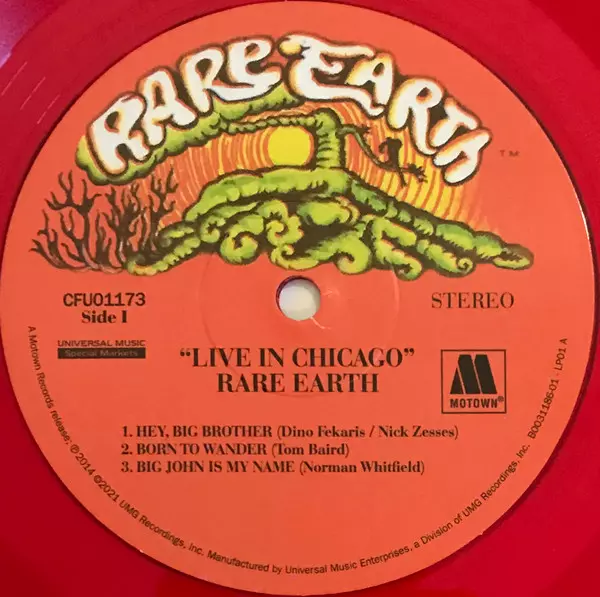 RARE EARTH
TM
CFU01173
Side I
STEREO
UNIVERSAL MUSIC
Special Markets
"LIVE IN CHICAGO"
RARE EARTH
MOTOWN®
1. HEY, BIG BROTHER (Dino Fekaris / Nick Zesses)
2. BORN TO WANDER (Tom Baird)
3. BIG JOHN IS MY NAME (Norman Whitfield)
A Motown Records release; ℗ 2014 ©2021 UMG Recordings, Inc. Manufactured by Universal Music Enterprises, a Division of UMG Recordings, Inc. B0031186-01 - LP01 A